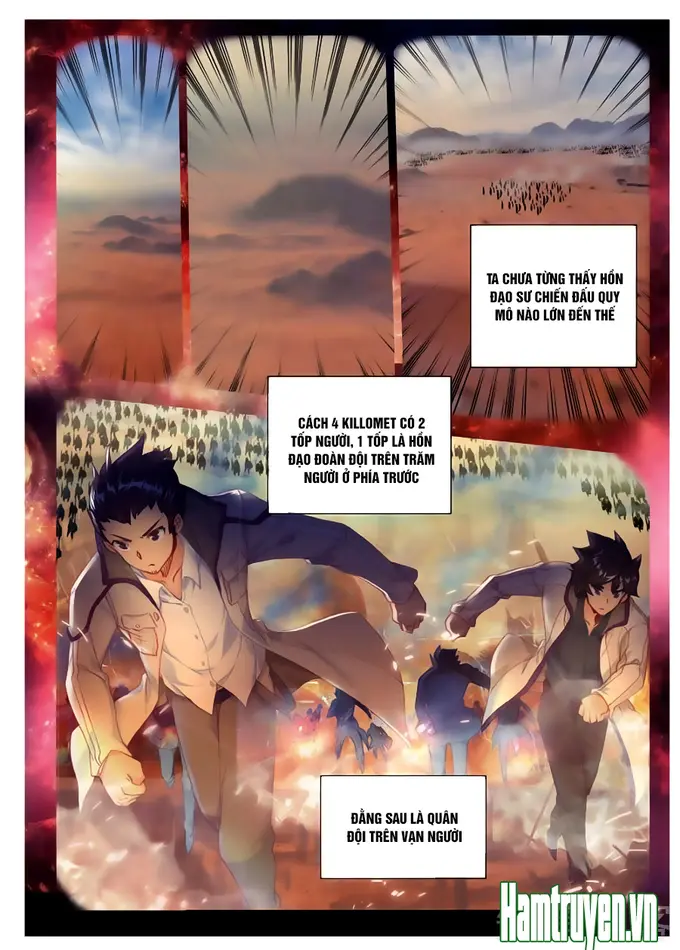 TA CHƯA TỪNG THẤY HỒN
ĐẠO SƯ CHIẾN ĐẤU QUY
MÔ NÀO LỚN ĐẾN THẾ
CÁCH 4 KILLOMET CÓ 2
TỐP NGƯỜI, 1 TỐP LÀ HỒN
ĐẠO ĐOÀN ĐỘI TRÊN TRĂM
NGƯỜI Ở PHÍA TRƯỚC
ĐẰNG SAU LÀ QUÂN
ĐỘI TRÊN VẠN NGƯỜI
Hamtruyen.vn